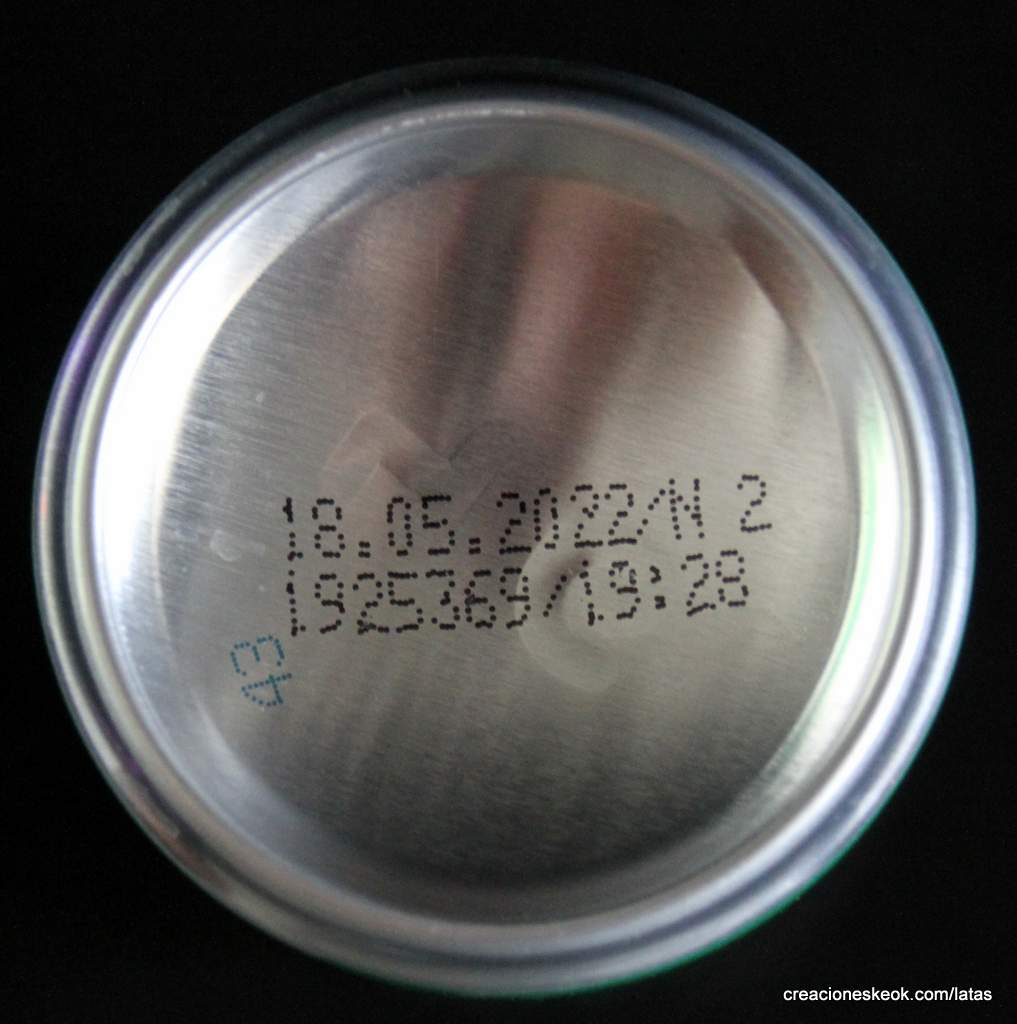 18.05.2022/N 2
1925369/19:28
43
creacioneskeok.com/latas